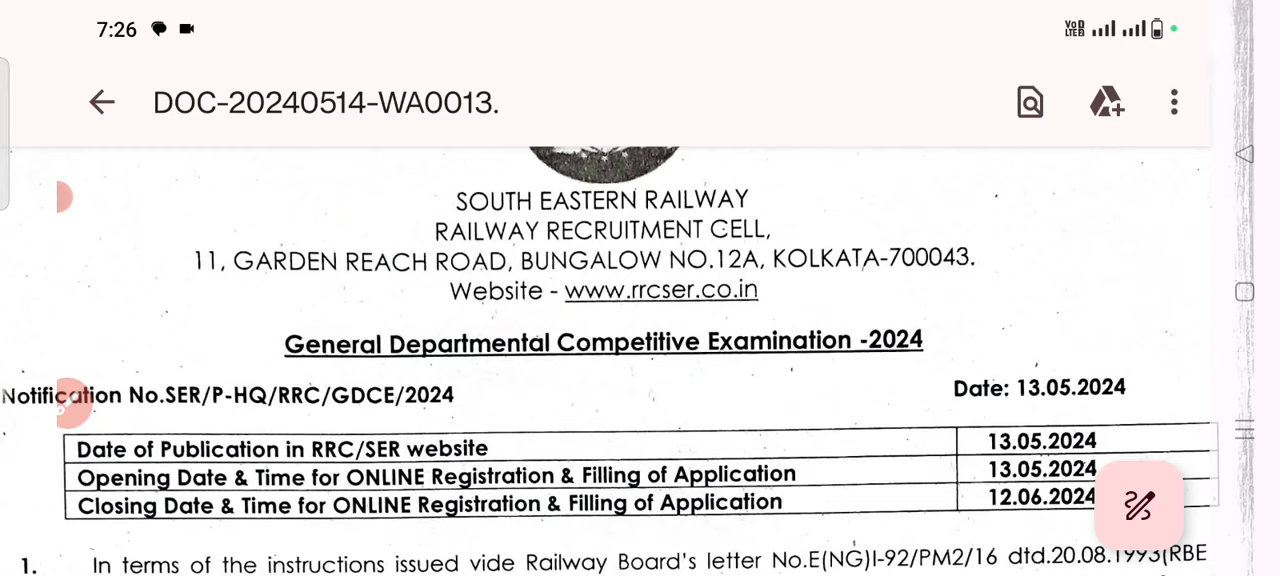 7:26
VoD LTE2
DOC-20240514-WA0013.
SOUTH EASTERN RAILWAY
RAILWAY RECRUITMENT CELL,
11, GARDEN REACH ROAD, BUNGALOW NO.12A, KOLKATA-700043.
Website - www.rrcser.co.in
General Departmental Competitive Examination -2024
Notification No.SER/P-HQ/RRC/GDCE/2024 Date: 13.05.2024
Date of Publication in RRC/SER website 13.05.2024
Opening Date & Time for ONLINE Registration & Filling of Application 13.05.2024
Closing Date & Time for ONLINE Registration & Filling of Application 12.06.2024
1. In terms of the instructions issued vide Railway Board's letter No.E(NG)I-92/PM2/16 dtd.20.08.1993(RBE